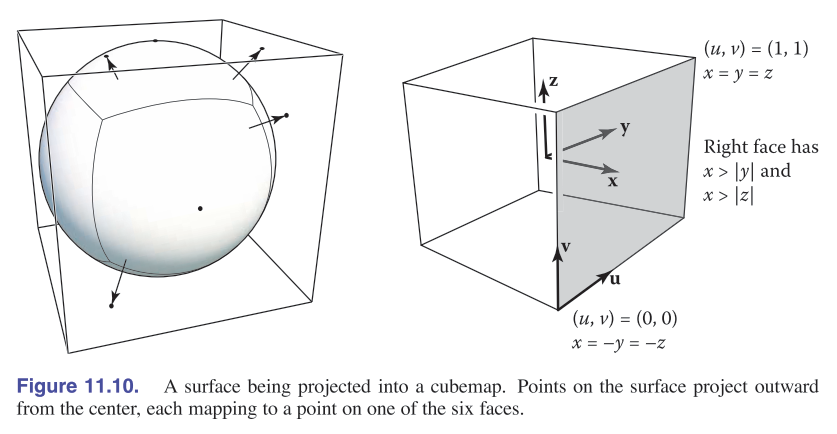 (u, v) = (1, 1)
x = y = z
z
y
x
Right face has
x > |y| and
x > |z|
v
u
(u, v) = (0, 0)
x = −y = −z
Figure 11.10. A surface being projected into a cubemap. Points on the surface project outward
from the center, each mapping to a point on one of the six faces.